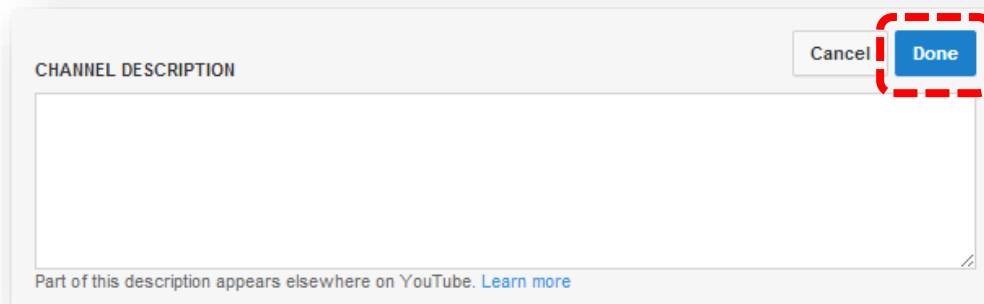 Cancel Done
CHANNEL DESCRIPTION
Part of this description appears elsewhere on YouTube. Learn more